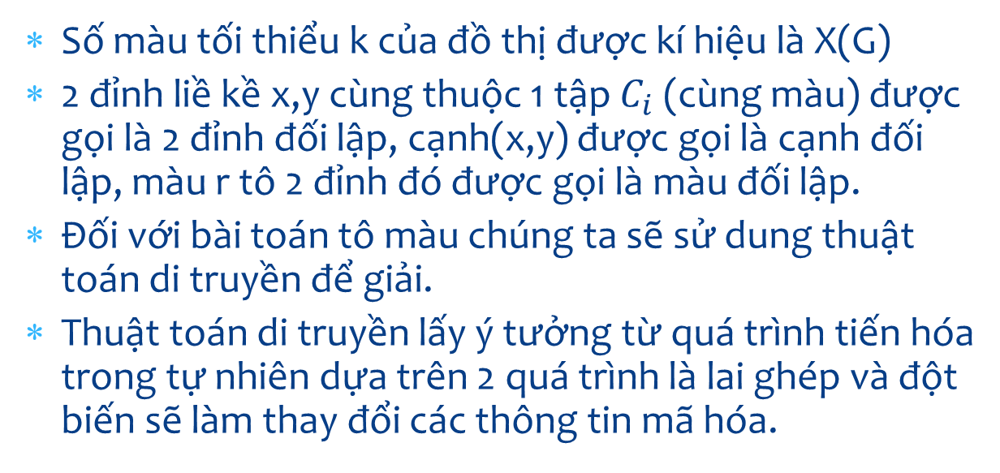 * Số màu tối thiểu k của đồ thị được kí hiệu là X(G)
* 2 đỉnh liề kề x,y cùng thuộc 1 tập C_i (cùng màu) được
gọi là 2 đỉnh đối lập, cạnh(x,y) được gọi là cạnh đối
lập, màu r tô 2 đỉnh đó được gọi là màu đối lập.
* Đối với bài toán tô màu chúng ta sẽ sử dung thuật
toán di truyền để giải.
* Thuật toán di truyền lấy ý tưởng từ quá trình tiến hóa
trong tự nhiên dựa trên 2 quá trình là lai ghép và đột
biến sẽ làm thay đổi các thông tin mã hóa.